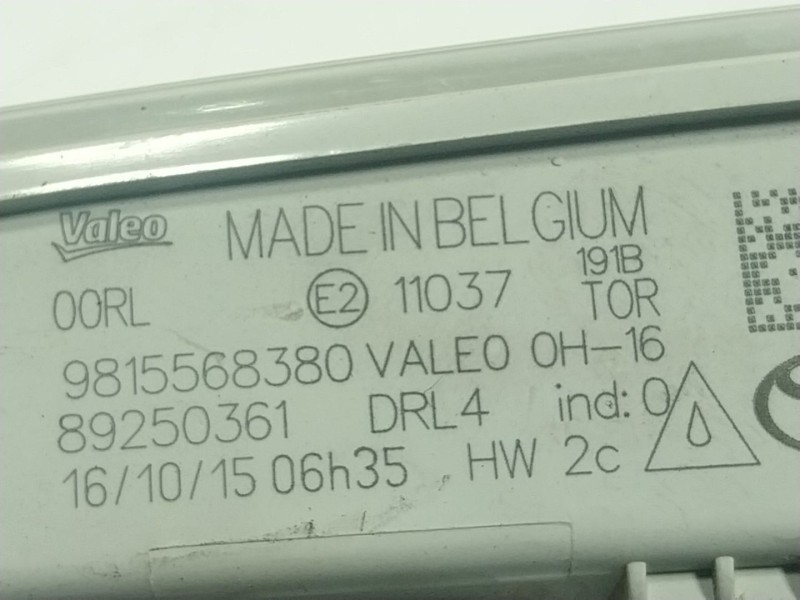 Valeo MADE IN BELGIUM
191B
00RL E2 11037 TOR
9815568380 VALEO 0H-16
89250361 DRL4 ind: 0
16/10/15 06h35 HW 2c